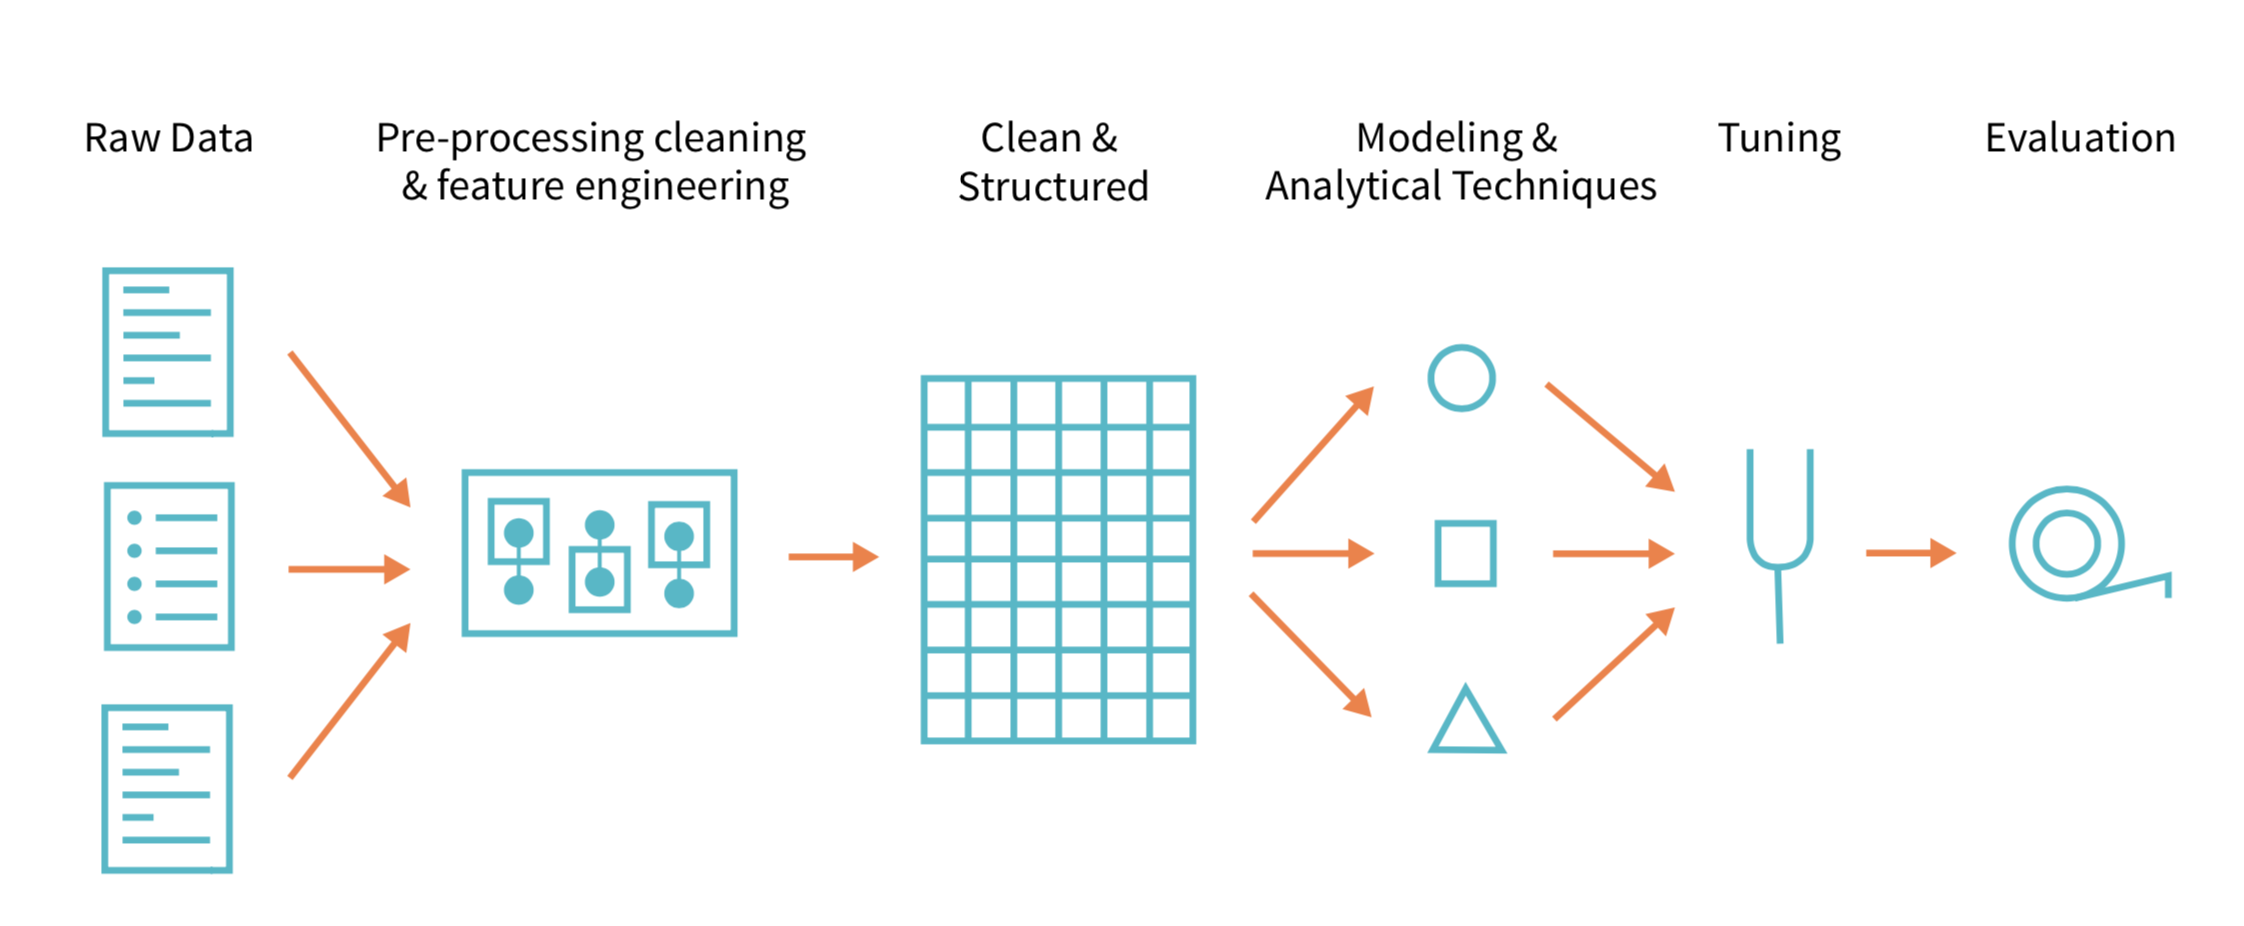 Raw Data
Pre-processing cleaning
& feature engineering
Clean &
Structured
Modeling &
Analytical Techniques
Tuning
Evaluation